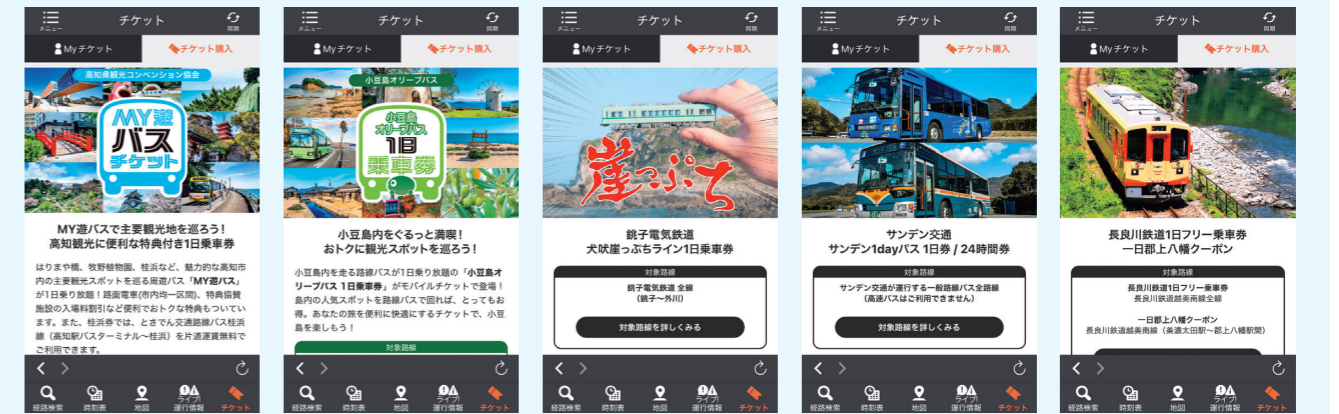 メニュー
チケット
同期
Myチケット
チケット購入
高知県観光コンベンション協会
MY遊
バス
チケット
MY遊バスで主要観光地を巡ろう！
高知観光に便利な特典付き1日乗車券
はりまや橋、牧野植物園、桂浜など、魅力的な高知市
内の主要観光スポットを巡る周遊バス「MY遊バス」
が1日乗り放題！路面電車(市内均一区間)、特典協賛
施設の入場料割引など便利でおトクな特典もついてい
ます。また、桂浜券では、とさでん交通路線バス桂浜
線（高知駅バスターミナル〜桂浜）を片道運賃無料で
ご利用できます。
経路検索
時刻表
地図
ライブ!
運行情報
チケット
メニュー
チケット
同期
Myチケット
チケット購入
小豆島オリーブバス
小豆島
オリーブバス
1日
乗車券
小豆島内をぐるっと満喫！
おトクに観光スポットを巡ろう！
小豆島内を走る路線バスが1日乗り放題の「小豆島オ
リーブバス 1日乗車券」がモバイルチケットで登場！
島内の人気スポットを路線バスで回れば、とってもお
得。あなたの旅を便利に快適にするチケットで、小豆
島を楽しもう！
対象路線
経路検索
時刻表
地図
ライブ!
運行情報
チケット
メニュー
チケット
同期
Myチケット
チケット購入
崖っぷち
銚子電気鉄道
犬吠崖っぷちライン1日乗車券
対象路線
銚子電気鉄道 全線
（銚子〜外川）
対象路線を詳しくみる
経路検索
時刻表
地図
ライブ!
運行情報
チケット
メニュー
チケット
同期
Myチケット
チケット購入
サンデン交通
サンデン1dayパス 1日券 / 24時間券
対象路線
サンデン交通が運行する一般路線バス全路線
（高速バスはご利用できません）
対象路線を詳しくみる
経路検索
時刻表
地図
ライブ!
運行情報
チケット
メニュー
チケット
同期
Myチケット
チケット購入
長良川鉄道1日フリー乗車券
一日郡上八幡クーポン
対象路線
長良川鉄道1日フリー乗車券
長良川鉄道越美南線全線
一日郡上八幡クーポン
長良川鉄道越美南線（美濃太田駅〜郡上八幡駅間）
経路検索
時刻表
地図
ライブ!
運行情報
チケット